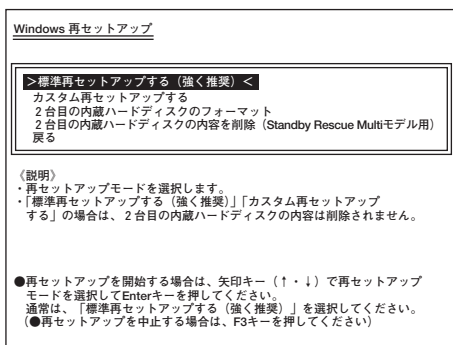 Windows 再セットアップ
＞標準再セットアップする（強く推奨）＜
カスタム再セットアップする
２台目の内蔵ハードディスクのフォーマット
２台目の内蔵ハードディスクの内容を削除（Standby Rescue Multiモデル用）
戻る
《説明》
・再セットアップモードを選択します。
・「標準再セットアップする（強く推奨）」「カスタム再セットアップ
する」の場合は、２台目の内蔵ハードディスクの内容は削除されません。
●再セットアップを開始する場合は、矢印キー（↑・↓）で再セットアップ
モードを選択してEnterキーを押してください。
通常は、「標準再セットアップする（強く推奨）」を選択してください。
（●再セットアップを中止する場合は、F3キーを押してください）